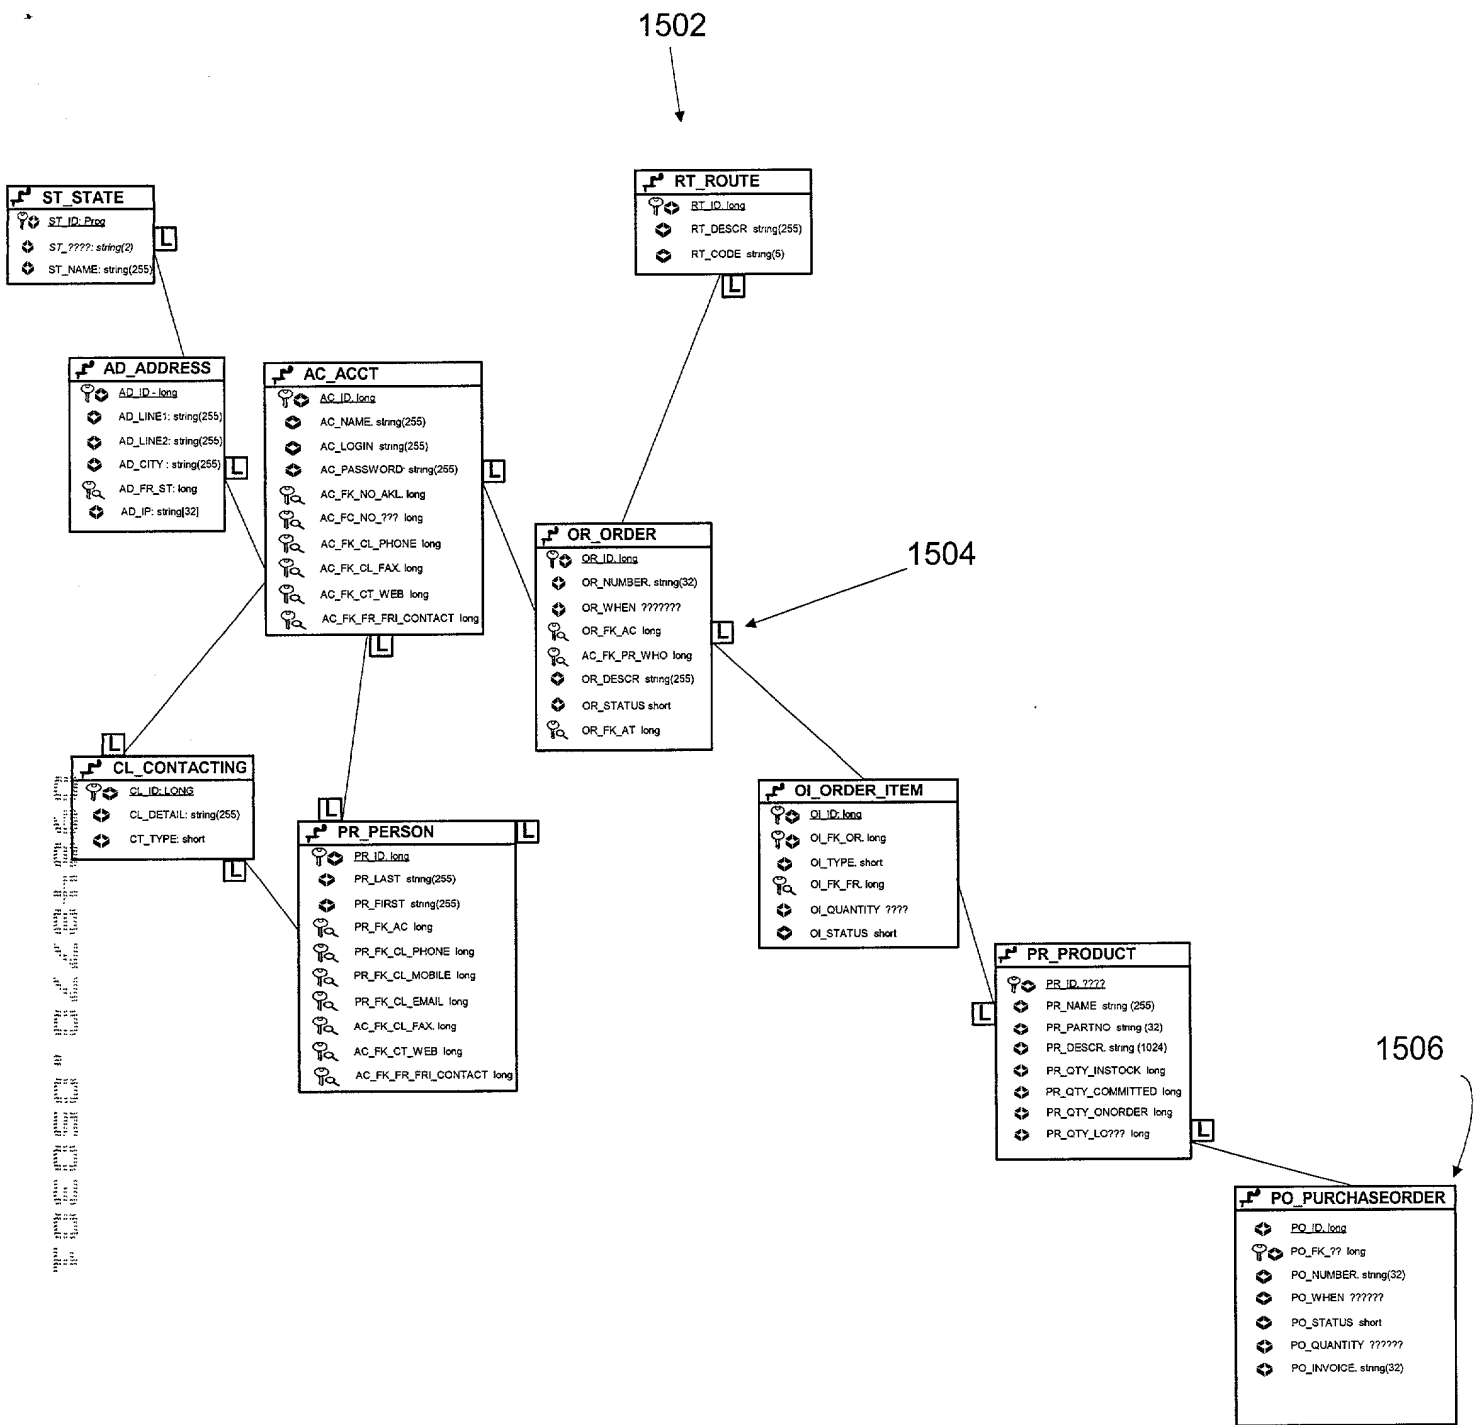 1502
ST_STATE
ST_ID: Prog
ST_????: string(2)
ST_NAME: string(255)
L
RT_ROUTE
RT_ID. long
RT_DESCR string(255)
RT_CODE string(5)
L
AD_ADDRESS
AD_ID - long
AD_LINE1: string(255)
AD_LINE2: string(255)
AD_CITY : string(255)
AD_FR_ST: long
AD_IP: string[32]
L
AC_ACCT
AC_ID. long
AC_NAME. string(255)
AC_LOGIN string(255)
AC_PASSWORD string(255)
AC_FK_NO_AKL. long
AC_FC_NO_??? long
AC_FK_CL_PHONE long
AC_FK_CL_FAX. long
AC_FK_CT_WEB long
AC_FK_FR_FRI_CONTACT long
L
L
OR_ORDER
OR_ID. long
OR_NUMBER. string(32)
OR_WHEN ???????
OR_FK_AC long
AC_FK_PR_WHO long
OR_DESCR string(255)
OR_STATUS short
OR_FK_AT long
L
1504
L
CL_CONTACTING
CL_ID: LONG
CL_DETAIL: string(255)
CT_TYPE: short
L
L
PR_PERSON
L
PR_ID. long
PR_LAST string(255)
PR_FIRST string(255)
PR_FK_AC long
PR_FK_CL_PHONE long
PR_FK_CL_MOBILE long
PR_FK_CL_EMAIL long
AC_FK_CL_FAX. long
AC_FK_CT_WEB long
AC_FK_FR_FRI_CONTACT long
OI_ORDER_ITEM
OI_ID: long
OI_FK_OR. long
OI_TYPE. short
OI_FK_FR. long
OI_QUANTITY ????
OI_STATUS short
PR_PRODUCT
PR_ID. ????
PR_NAME string (255)
PR_PARTNO string (32)
PR_DESCR. string (1024)
PR_QTY_INSTOCK long
PR_QTY_COMMITTED long
PR_QTY_ONORDER long
PR_QTY_LO??? long
L
L
1506
PO_PURCHASEORDER
PO_ID. long
PO_FK_?? long
PO_NUMBER. string(32)
PO_WHEN ??????
PO_STATUS short
PO_QUANTITY ??????
PO_INVOICE. string(32)